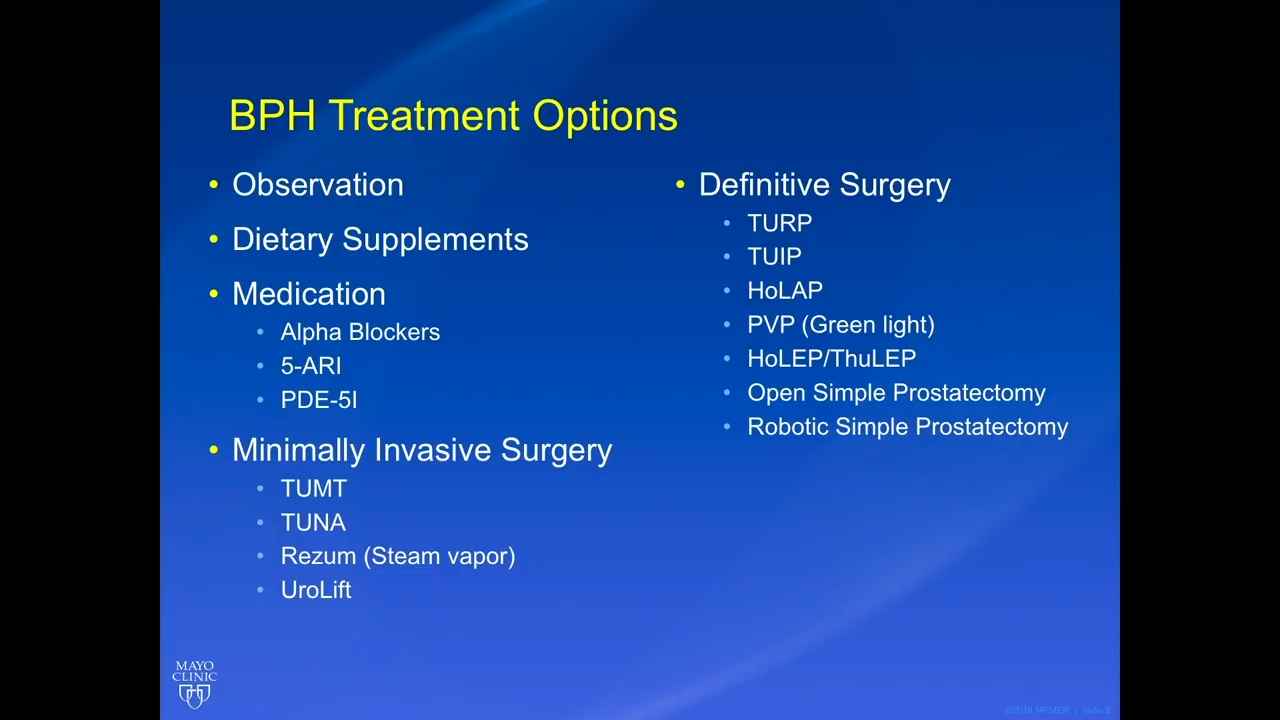 BPH Treatment Options
• Observation
• Dietary Supplements
• Medication
• Alpha Blockers
• 5-ARI
• PDE-5I
• Minimally Invasive Surgery
• TUMT
• TUNA
• Rezum (Steam vapor)
• UroLift
• Definitive Surgery
• TURP
• TUIP
• HoLAP
• PVP (Green light)
• HoLEP/ThuLEP
• Open Simple Prostatectomy
• Robotic Simple Prostatectomy
MAYO
CLINIC
MFMER |